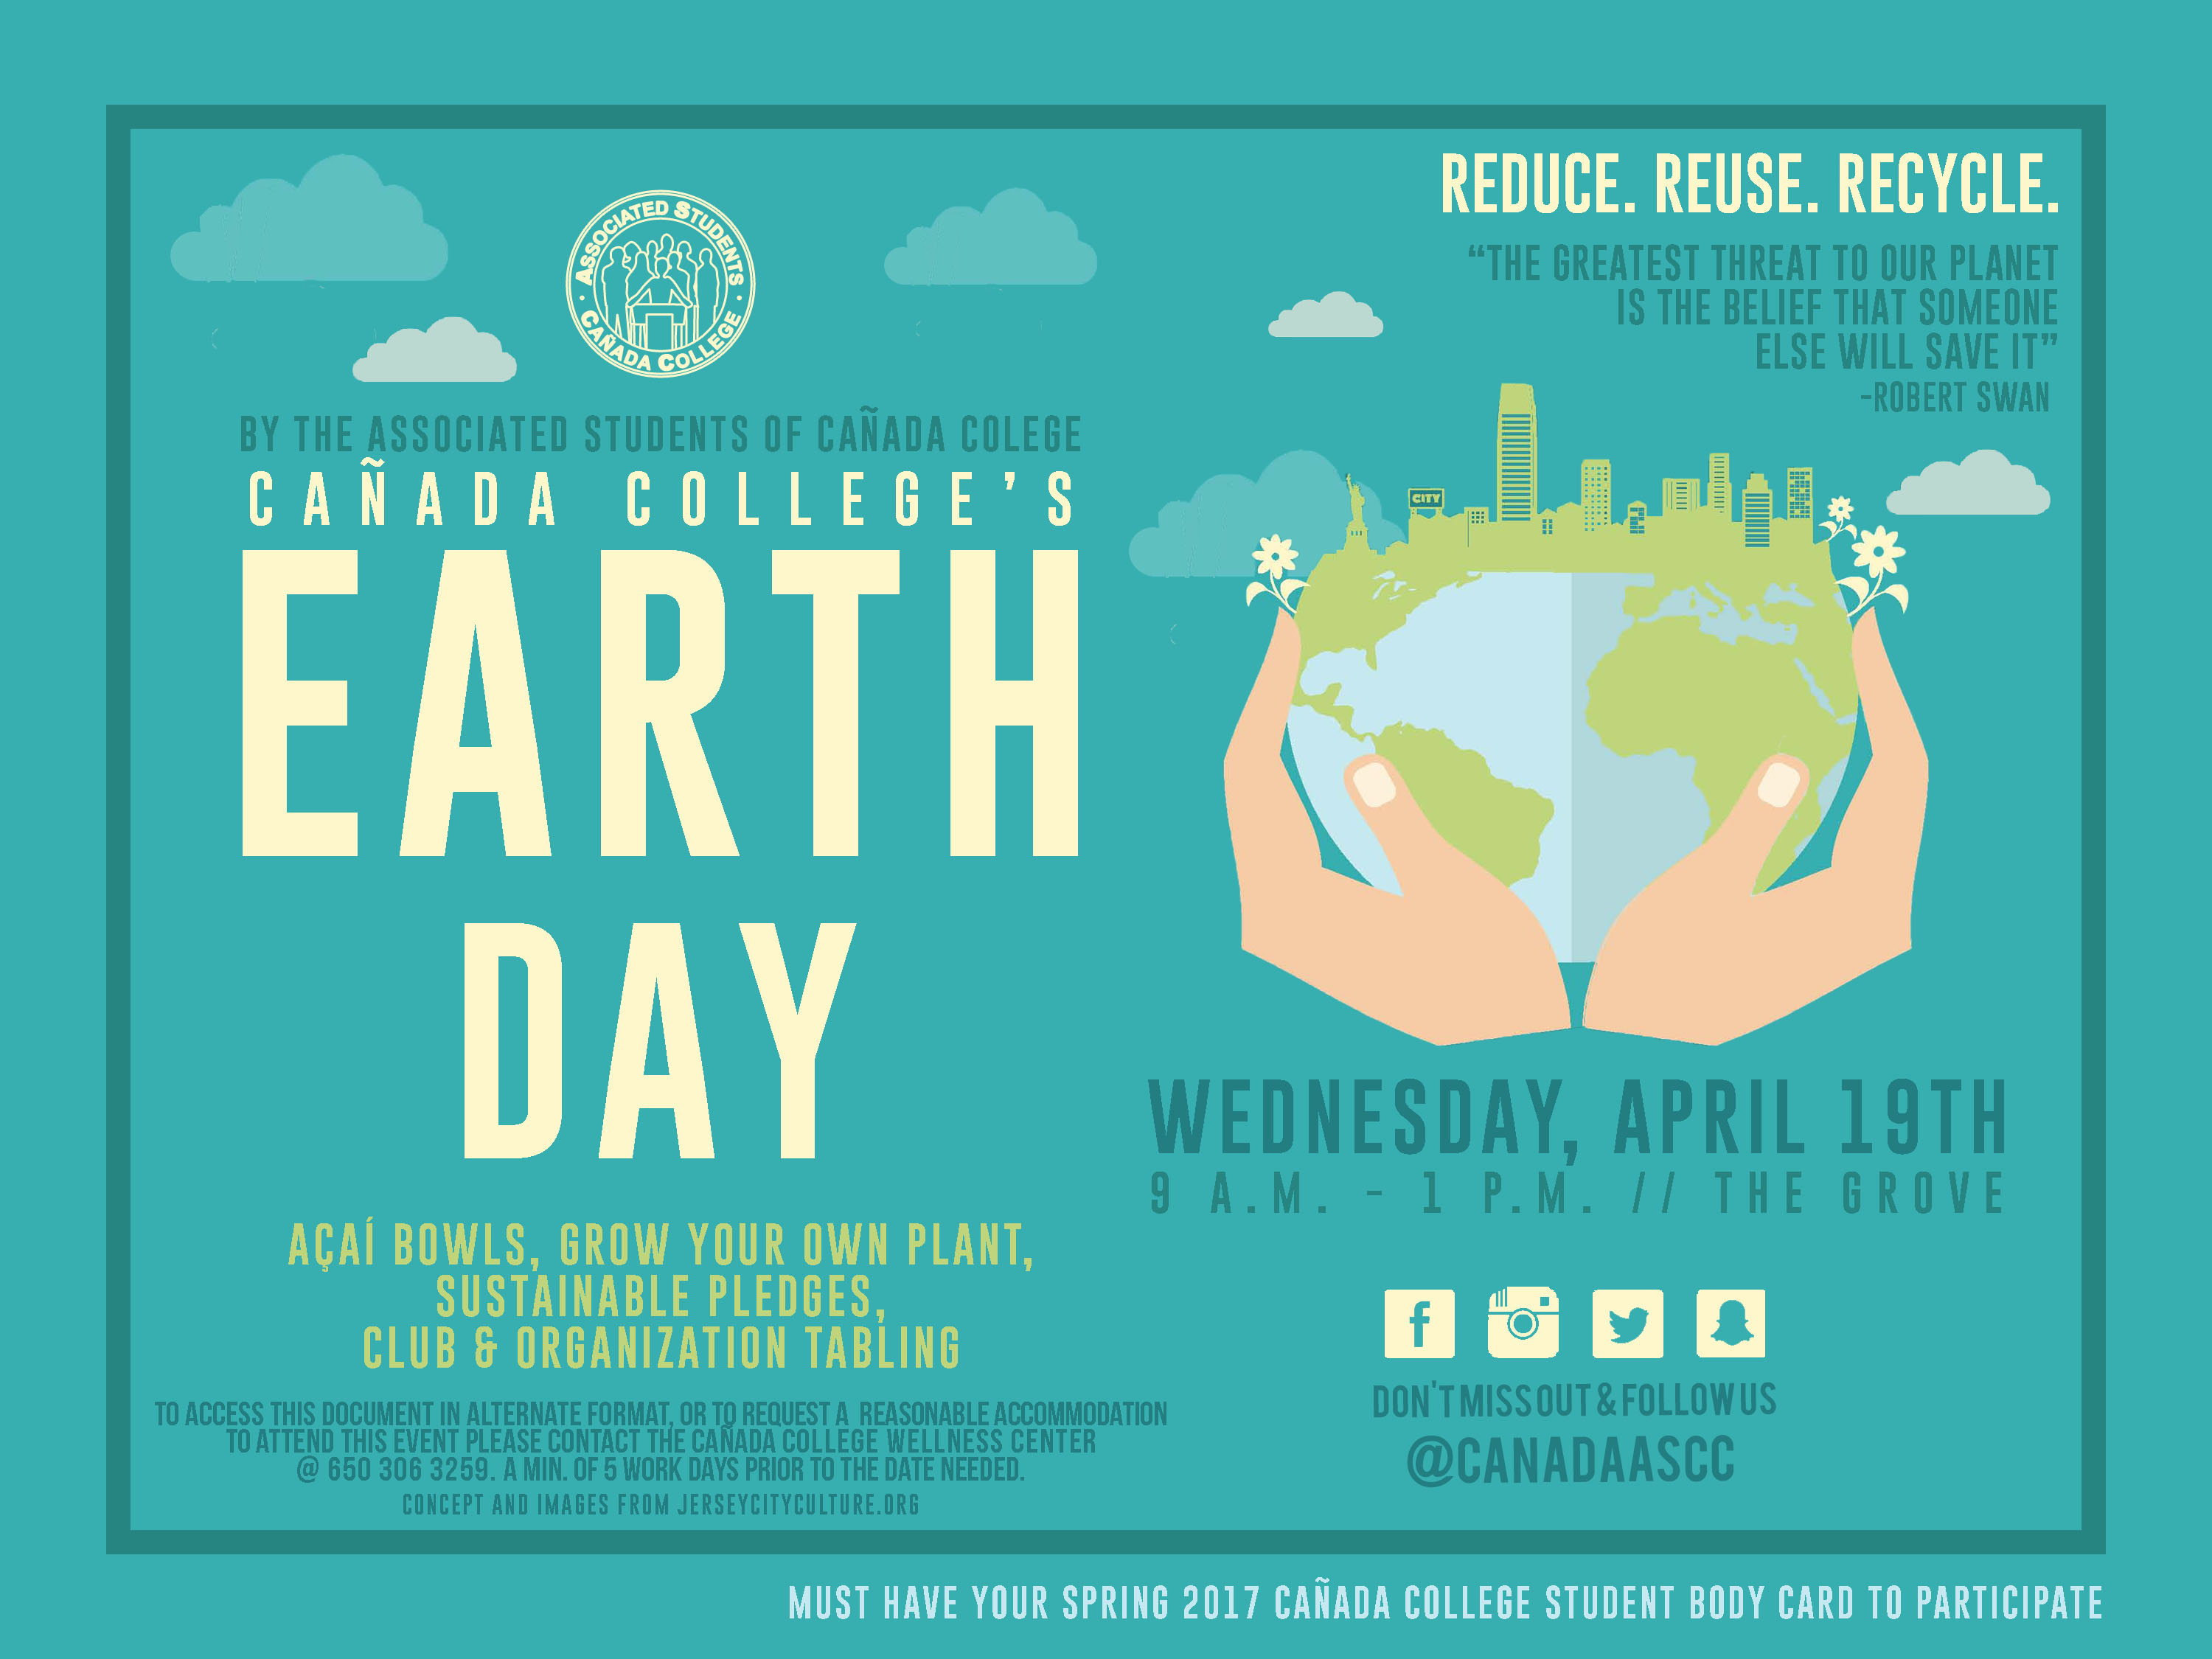 ASSOCIATED STUDENTS
· CAÑADA COLLEGE ·
BY THE ASSOCIATED STUDENTS OF CAÑADA COLEGE
CAÑADA COLLEGE’S
EARTH
DAY
AÇAÍ BOWLS, GROW YOUR OWN PLANT,
SUSTAINABLE PLEDGES,
CLUB & ORGANIZATION TABLING
TO ACCESS THIS DOCUMENT IN ALTERNATE FORMAT, OR TO REQUEST A REASONABLE ACCOMMODATION
TO ATTEND THIS EVENT PLEASE CONTACT THE CAÑADA COLLEGE WELLNESS CENTER
@ 650 306 3259. A MIN. OF 5 WORK DAYS PRIOR TO THE DATE NEEDED.
CONCEPT AND IMAGES FROM JERSEYCITYCULTURE.ORG
REDUCE. REUSE. RECYCLE.
“THE GREATEST THREAT TO OUR PLANET
IS THE BELIEF THAT SOMEONE
ELSE WILL SAVE IT”
-ROBERT SWAN
CITY
WEDNESDAY, APRIL 19TH
9 A.M. - 1 P.M. // THE GROVE
DON'T MISS OUT & FOLLOW US
@CANADAASCC
MUST HAVE YOUR SPRING 2017 CAÑADA COLLEGE STUDENT BODY CARD TO PARTICIPATE